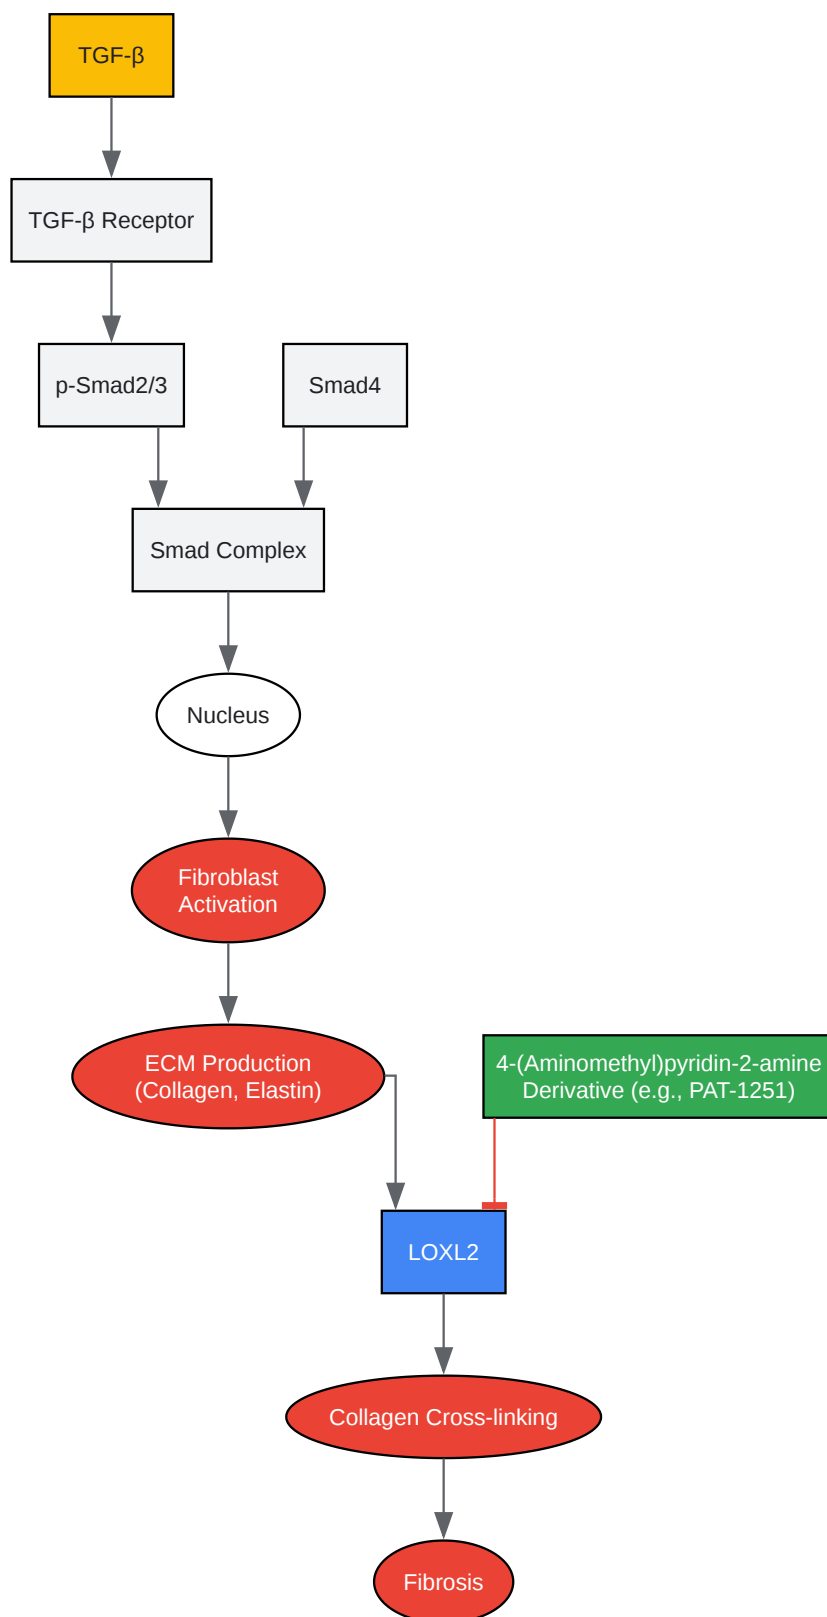 TGF-β
TGF-β Receptor
p-Smad2/3
Smad4
Smad Complex
Nucleus
Fibroblast
Activation
ECM Production
(Collagen, Elastin)
4-(Aminomethyl)pyridin-2-amine
Derivative (e.g., PAT-1251)
LOXL2
Collagen Cross-linking
Fibrosis